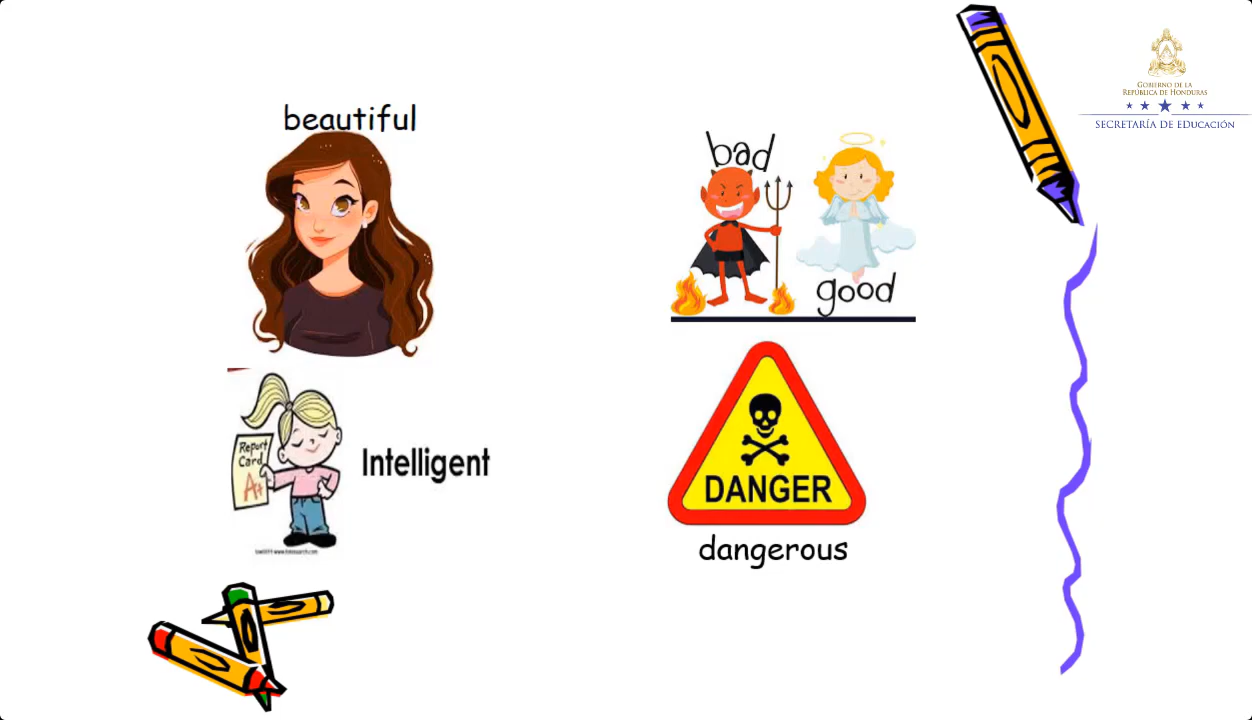 beautiful
bad
good
Report
Card
A+
Intelligent
DANGER
dangerous
GOBIERNO DE LA
REPÚBLICA DE HONDURAS
SECRETARÍA DE EDUCACIÓN